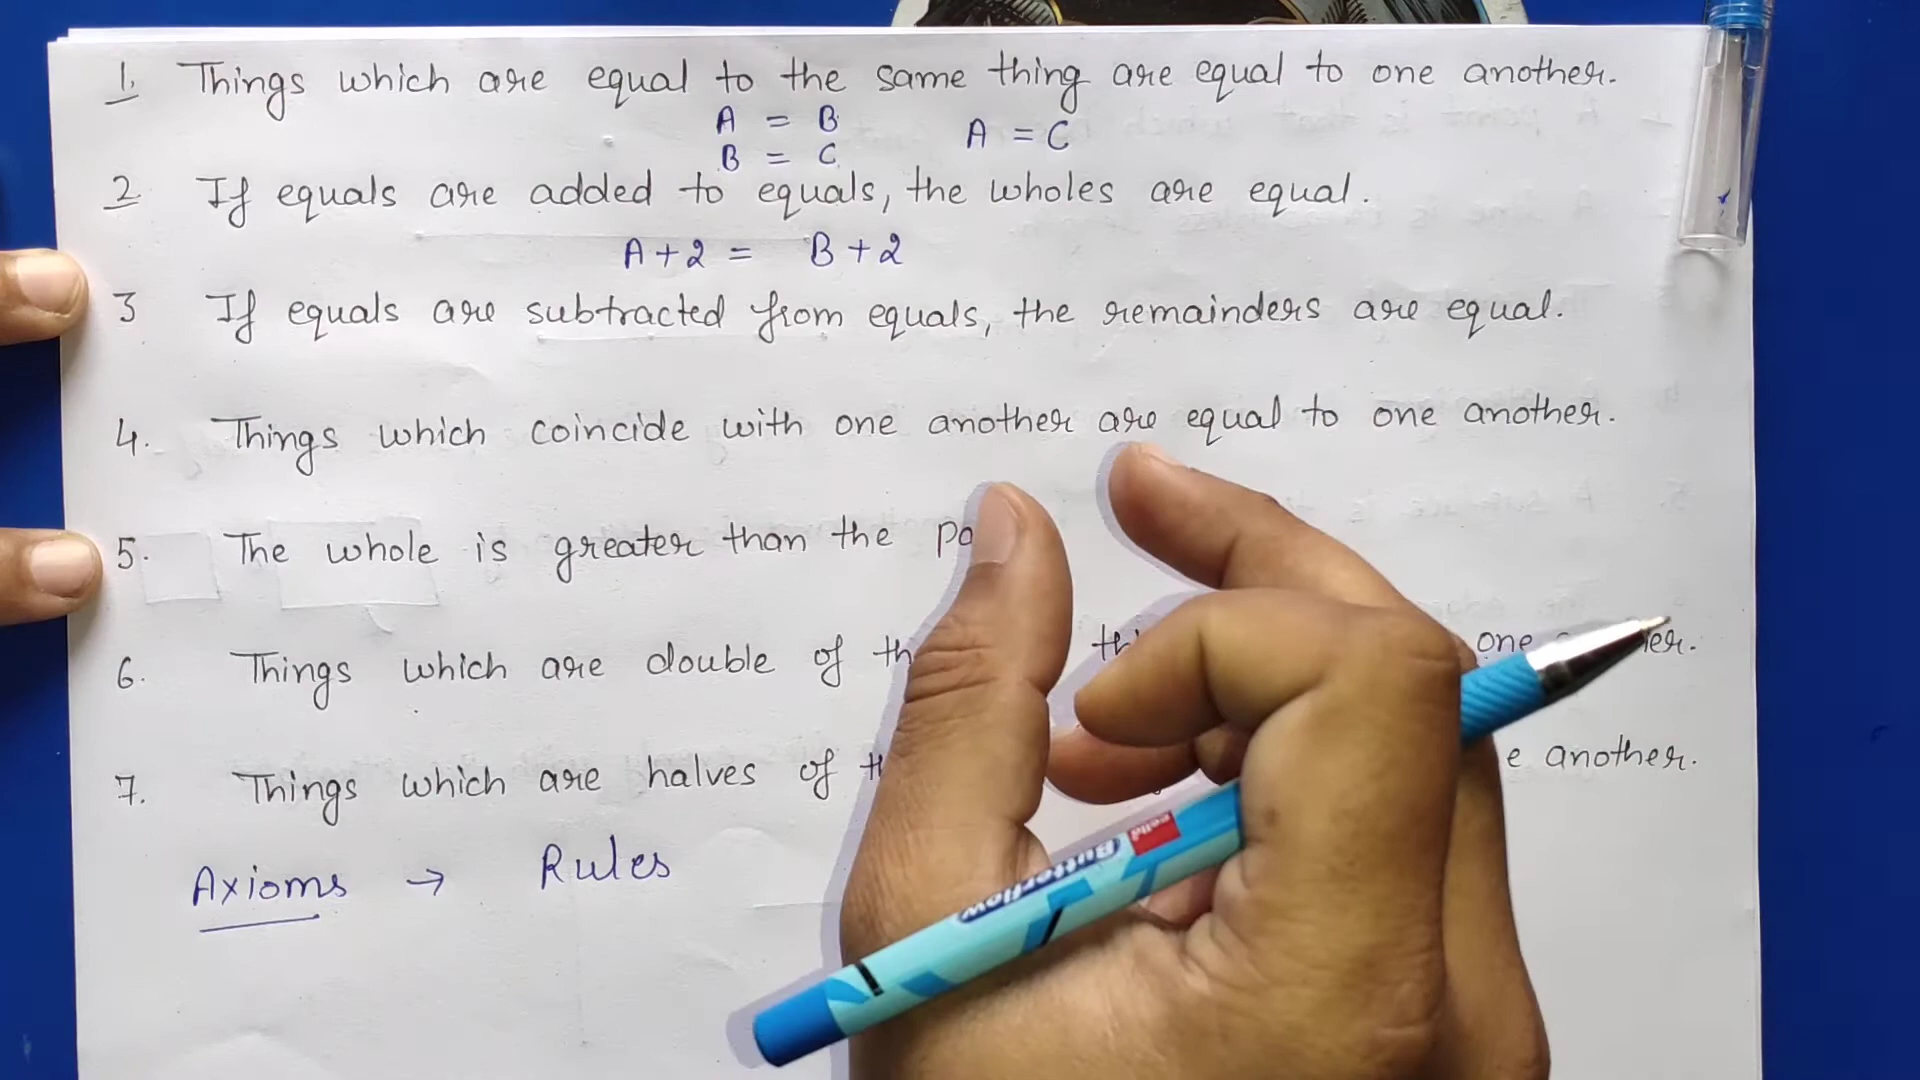 1. Things which are equal to the same thing are equal to one another.
A = B
B = C
A = C
2. If equals are added to equals, the wholes are equal.
A+2 = B+2
3 If equals are subtracted from equals, the remainders are equal.
4. Things which coincide with one another are equal to one another.
5. The whole is greater than the
6. Things which are double of one
7. Things which are halves of another.
Axioms → Rules
Butterflow
cello